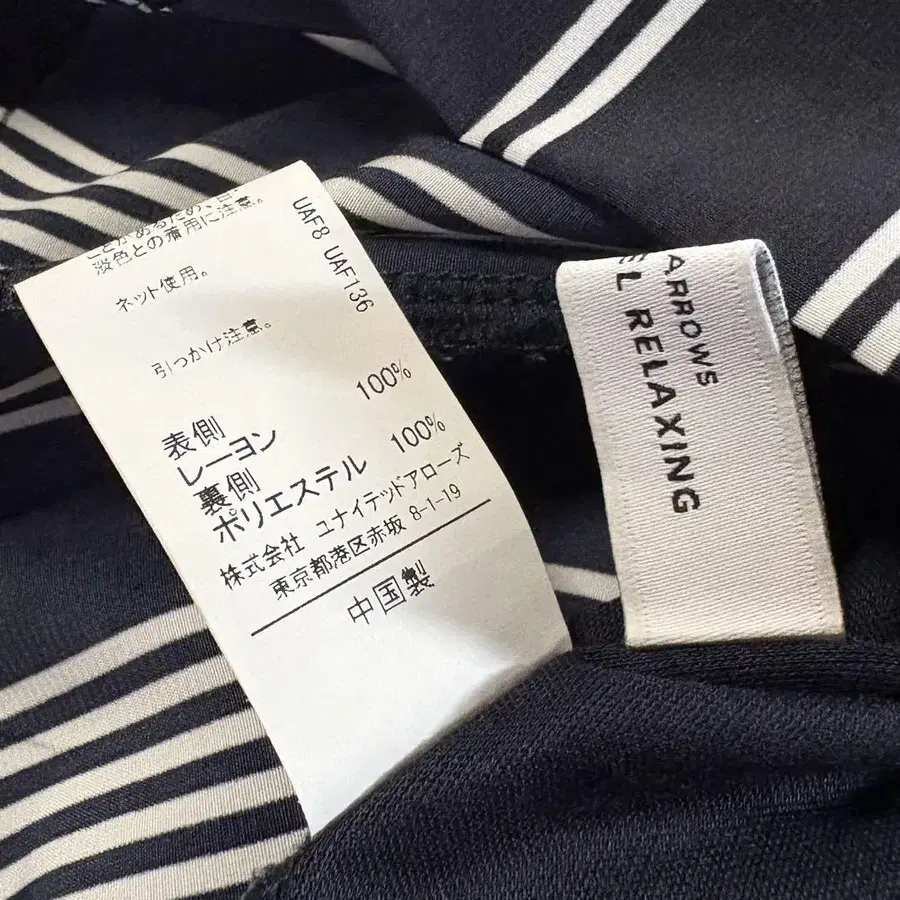 淡色との着用に注意。
ネット使用。
引っかけ注意。
UAF8 UAF136
表側
レーヨン 100%
裏側
ポリエステル 100%
株式会社 ユナイテッドアローズ
東京都港区赤坂 8-1-19
中国製
ARROWS
EL RELAXING